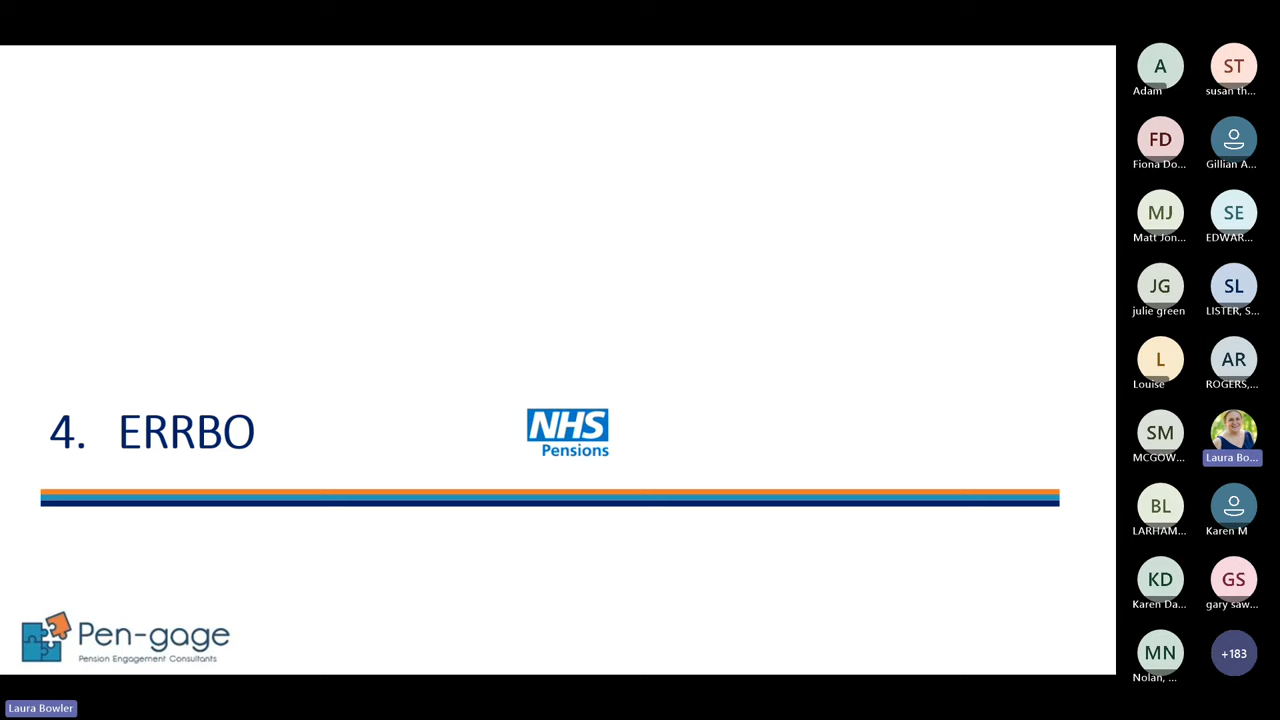 4. ERRBO
NHS
Pensions
Pen-gage
Pension Engagement Consultants
Laura Bowler
A
Adam
ST
susan th...
FD
Fiona Do...
Gillian A...
MJ
Matt Jon...
SE
EDWAR...
JG
julie green
SL
LISTER, S...
L
Louise
AR
ROGERS,...
SM
MCGOW...
Laura Bo...
BL
LARHAM...
Karen M
KD
Karen Da...
GS
gary saw...
MN
Nolan, ...
+183